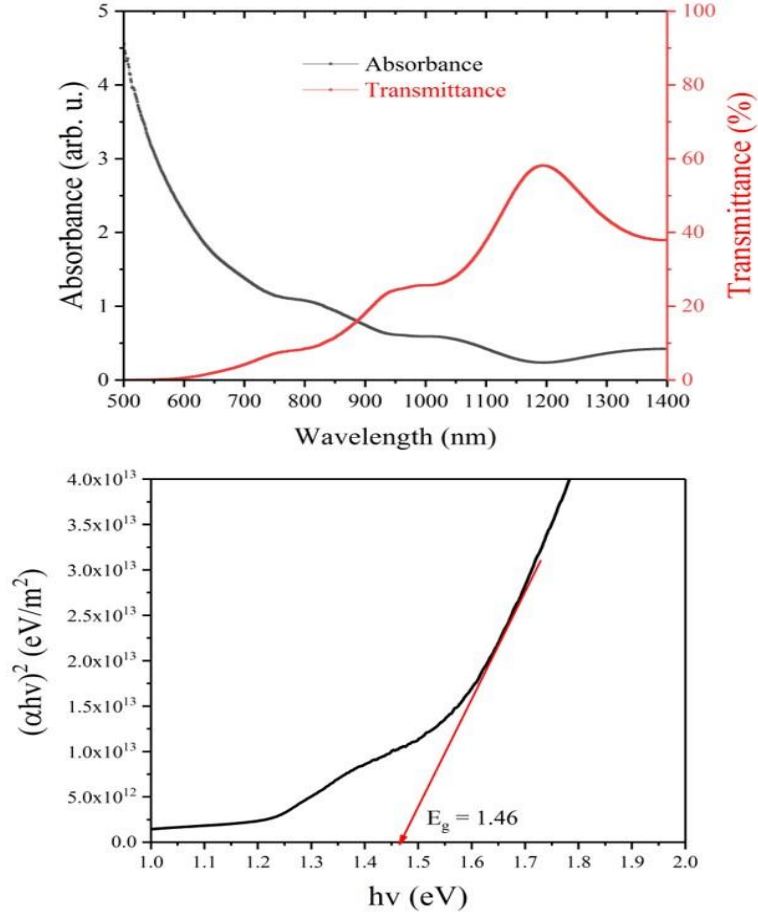 100
5
80
4
60
3
40
2
20
1
0
0
Absorbance
Transmittance
Absorbance (arb. u.)
Transmittance (%)
500 600 700 800 900 1000 1100 1200 1300 1400
Wavelength (nm)
4.0x10¹³
3.5x10¹³
3.0x10¹³
2.5x10¹³
2.0x10¹³
1.5x10¹³
1.0x10¹³
5.0x10¹²
0.0
(αhν)² (eV/m²)
E_g = 1.46
1.0 1.1 1.2 1.3 1.4 1.5 1.6 1.7 1.8 1.9 2.0
hν (eV)